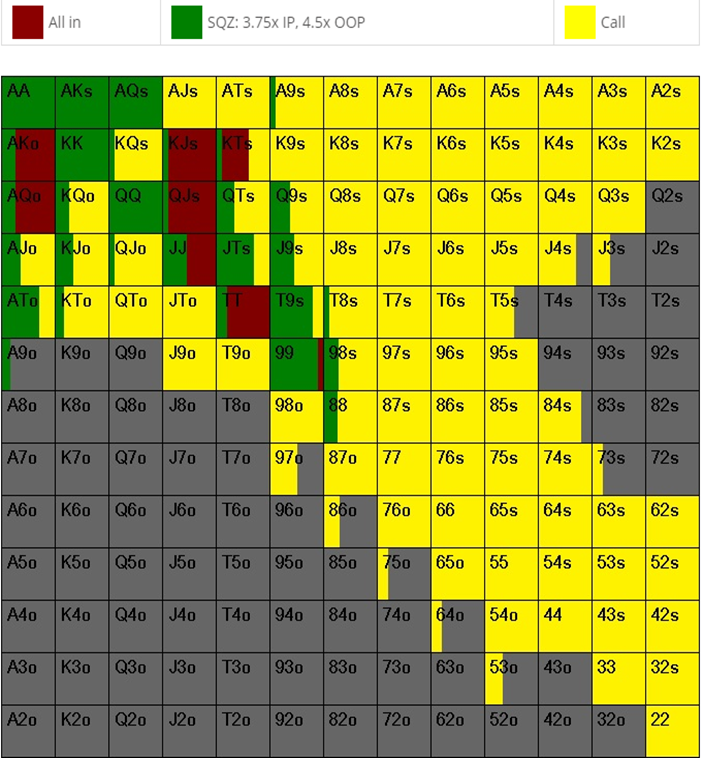 All in SQZ: 3.75x IP, 4.5x OOP Call
AA AKs AQs AJs ATs A9s A8s A7s A6s A5s A4s A3s A2s
AKo KK KQs KJs KTs K9s K8s K7s K6s K5s K4s K3s K2s
AQo KQo QQ QJs QTs Q9s Q8s Q7s Q6s Q5s Q4s Q3s Q2s
AJo KJo QJo JJ JTs J9s J8s J7s J6s J5s J4s J3s J2s
ATo KTo QTo JTo TT T9s T8s T7s T6s T5s T4s T3s T2s
A9o K9o Q9o J9o T9o 99 98s 97s 96s 95s 94s 93s 92s
A8o K8o Q8o J8o T8o 98o 88 87s 86s 85s 84s 83s 82s
A7o K7o Q7o J7o T7o 97o 87o 77 76s 75s 74s 73s 72s
A6o K6o Q6o J6o T6o 96o 86o 76o 66 65s 64s 63s 62s
A5o K5o Q5o J5o T5o 95o 85o 75o 65o 55 54s 53s 52s
A4o K4o Q4o J4o T4o 94o 84o 74o 64o 54o 44 43s 42s
A3o K3o Q3o J3o T3o 93o 83o 73o 63o 53o 43o 33 32s
A2o K2o Q2o J2o T2o 92o 82o 72o 62o 52o 42o 32o 22